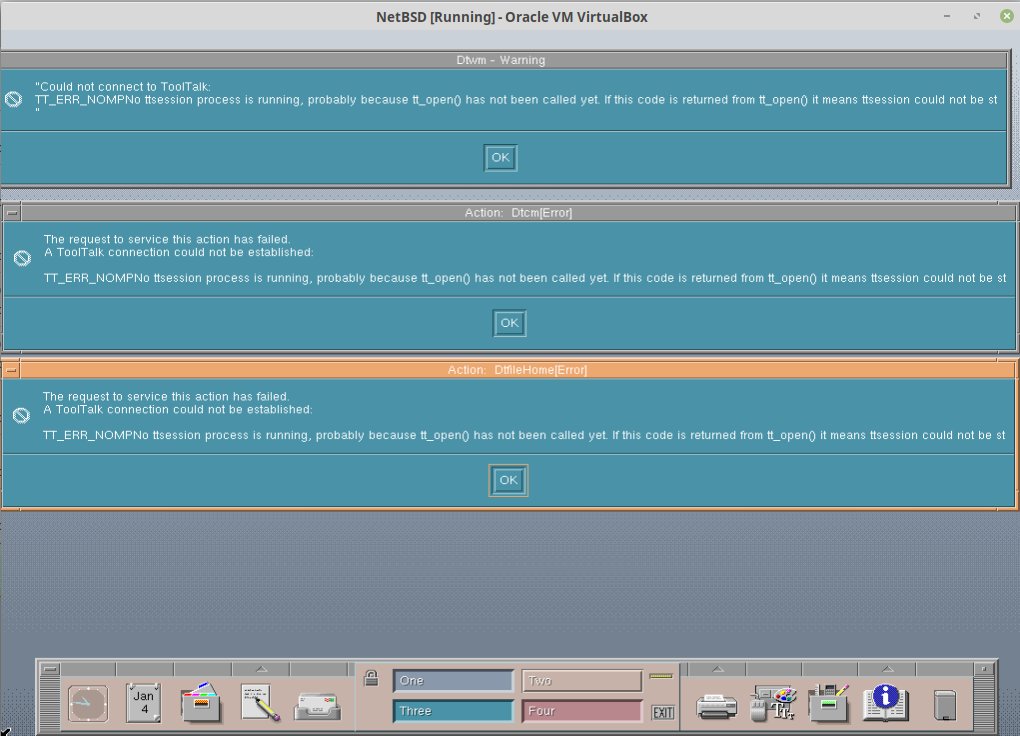 NetBSD [Running] - Oracle VM VirtualBox
Dtwm - Warning
"Could not connect to ToolTalk:
TT_ERR_NOMPNo ttsession process is running, probably because tt_open() has not been called yet. If this code is returned from tt_open() it means ttsession could not be st
"
OK
Action: Dtcm[Error]
The request to service this action has failed.
A ToolTalk connection could not be established:
TT_ERR_NOMPNo ttsession process is running, probably because tt_open() has not been called yet. If this code is returned from tt_open() it means ttsession could not be st
OK
Action: DtfileHome[Error]
The request to service this action has failed.
A ToolTalk connection could not be established:
TT_ERR_NOMPNo ttsession process is running, probably because tt_open() has not been called yet. If this code is returned from tt_open() it means ttsession could not be st
OK
One
Two
Jan
4
Three
Four
EXIT